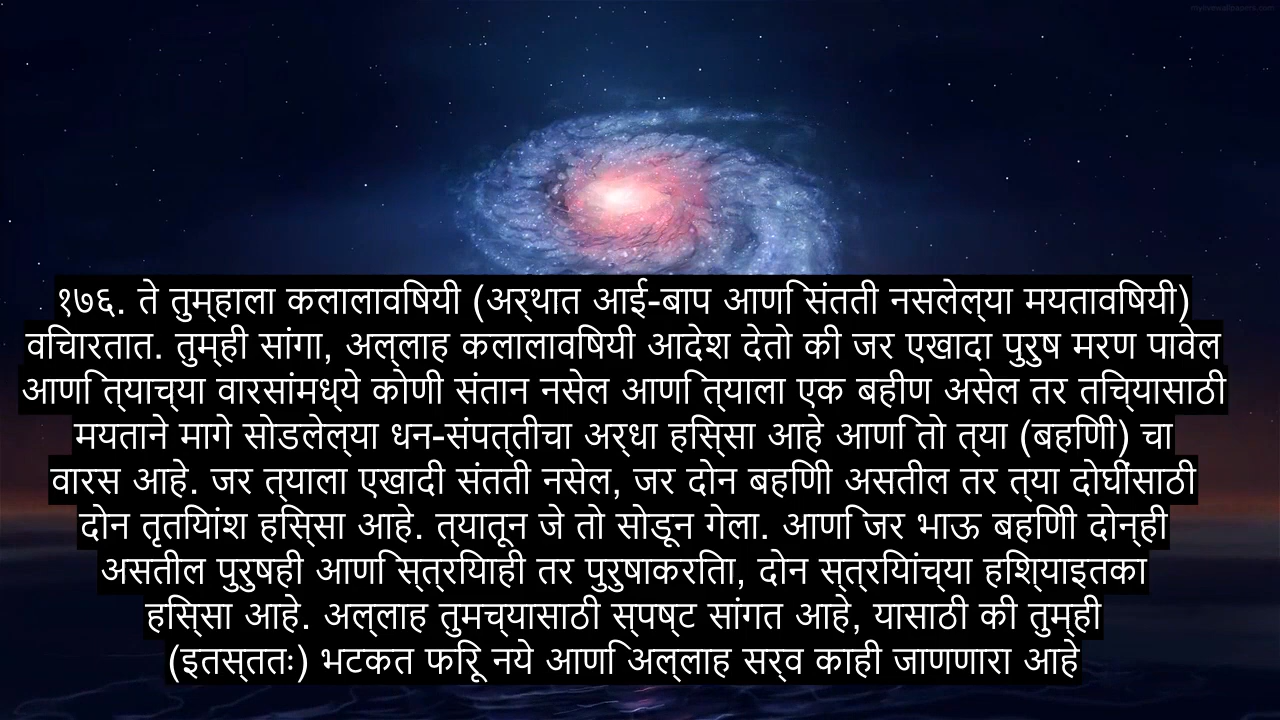 १७६. ते तुम्हाला कलालाविषयी (अर्थात आई-बाप आणि संतती नसलेल्या मयताविषयी)
विचारतात. तुम्ही सांगा, अल्लाह कलालाविषयी आदेश देतो की जर एखादा पुरुष मरण पावेल
आणि त्याच्या वारसांमध्ये कोणी संतान नसेल आणि त्याला एक बहीण असेल तर तिच्यासाठी
मयताने मागे सोडलेल्या धन-संपत्तीचा अर्धा हिस्सा आहे आणि तो त्या (बहिणी) चा
वारस आहे. जर त्याला एखादी संतती नसेल, जर दोन बहिणी असतील तर त्या दोघींसाठी
दोन तृतियांश हिस्सा आहे. त्यातून जे तो सोडून गेला. आणि जर भाऊ बहिणी दोन्ही
असतील पुरुषही आणि स्त्रियाही तर पुरुषाकरिता, दोन स्त्रियांच्या हिश्याइतका
हिस्सा आहे. अल्लाह तुमच्यासाठी स्पष्ट सांगत आहे, यासाठी की तुम्ही
(इतस्ततः) भटकत फिरू नये आणि अल्लाह सर्व काही जाणणारा आहे